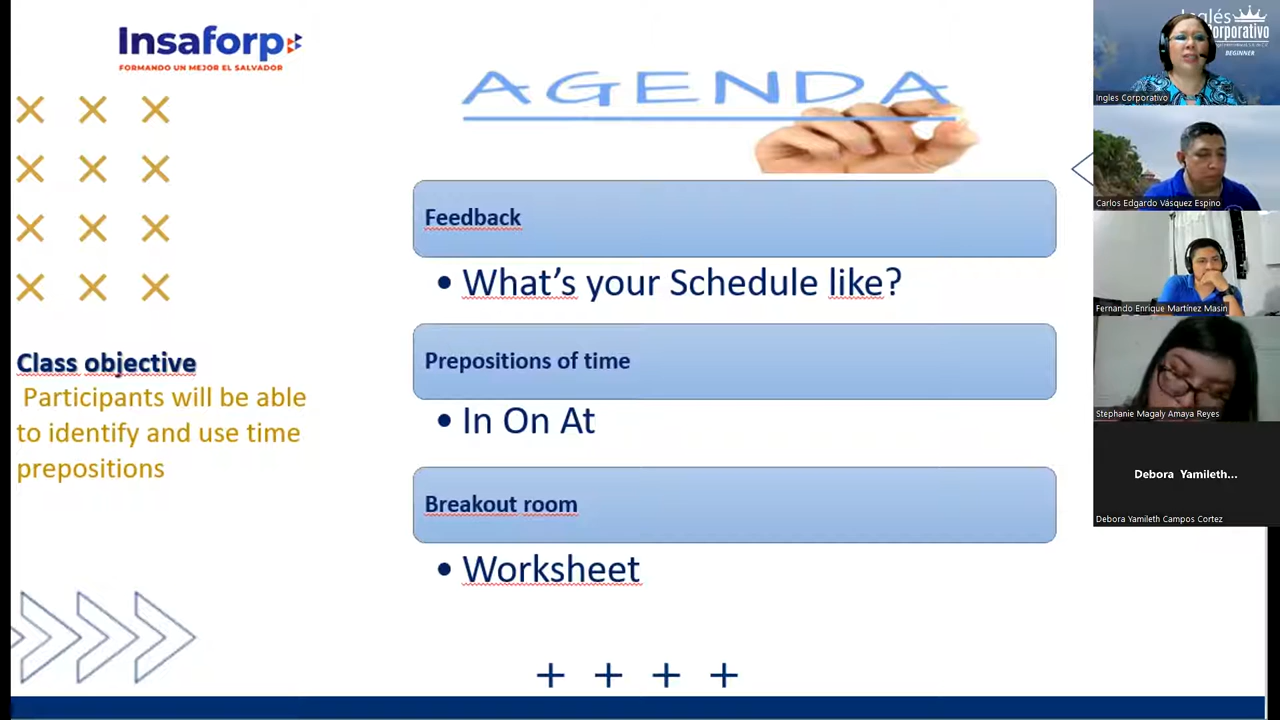 Insaforp
FORMANDO UN MEJOR EL SALVADOR
AGENDA
Feedback
• What's your Schedule like?
Prepositions of time
• In On At
Breakout room
• Worksheet
Class objective
Participants will be able
to identify and use time
prepositions
Inglés
Corporativo
BEGINNER
Ingles Corporativo
Carlos Edgardo Vásquez Espino
Fernando Enrique Martínez Masin
Stephanie Magaly Amaya Reyes
Debora Yamileth...
Debora Yamileth Campos Cortez